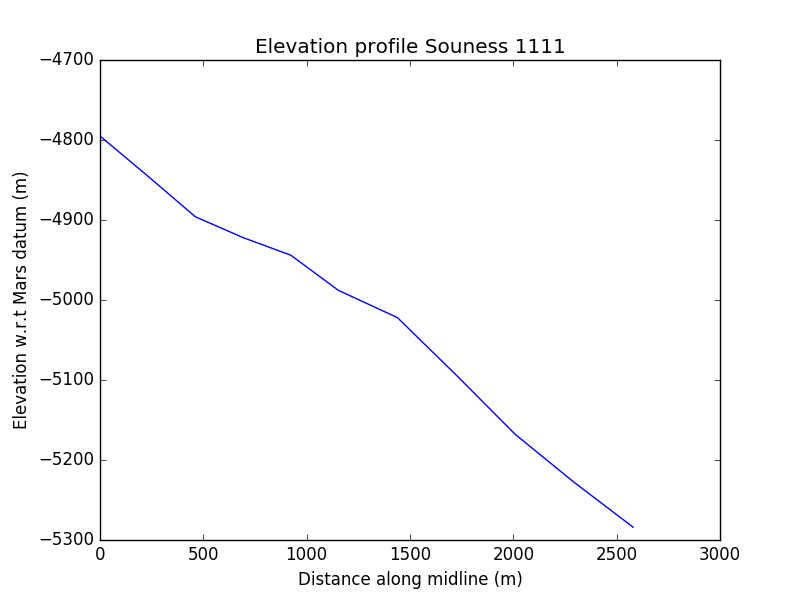 Elevation profile Souness 1111
Elevation w.r.t Mars datum (m)
−4700
−4800
−4900
−5000
−5100
−5200
−5300
0 500 1000 1500 2000 2500 3000
Distance along midline (m)